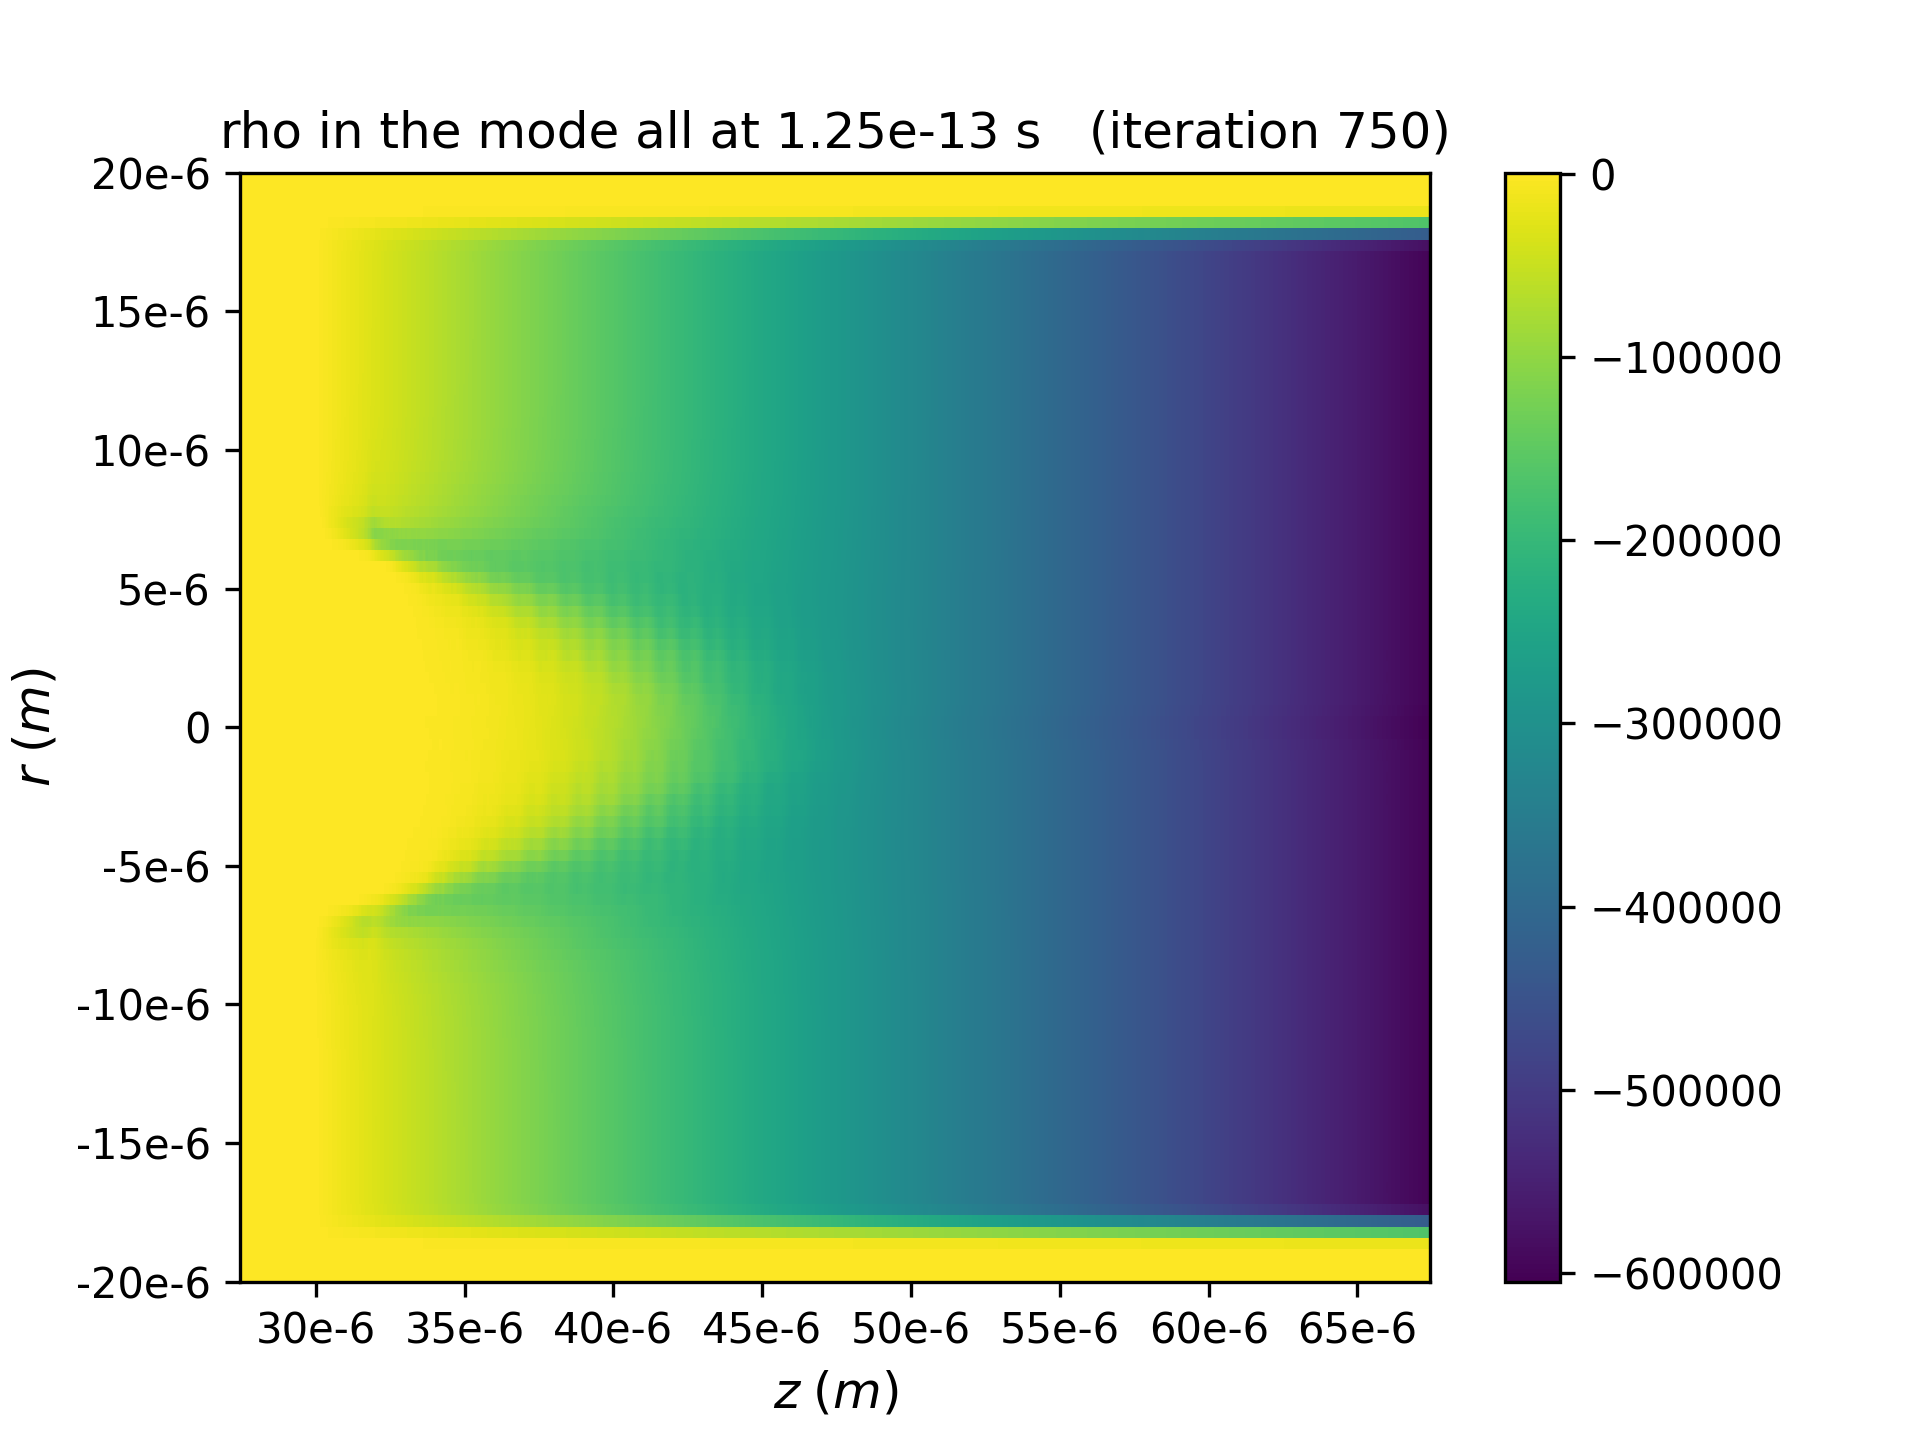 rho in the mode all at 1.25e-13 s   (iteration 750)
20e-6
15e-6
10e-6
5e-6
0
-5e-6
-10e-6
-15e-6
-20e-6
r (m)
30e-6 35e-6 40e-6 45e-6 50e-6 55e-6 60e-6 65e-6
z (m)
0
−100000
−200000
−300000
−400000
−500000
−600000